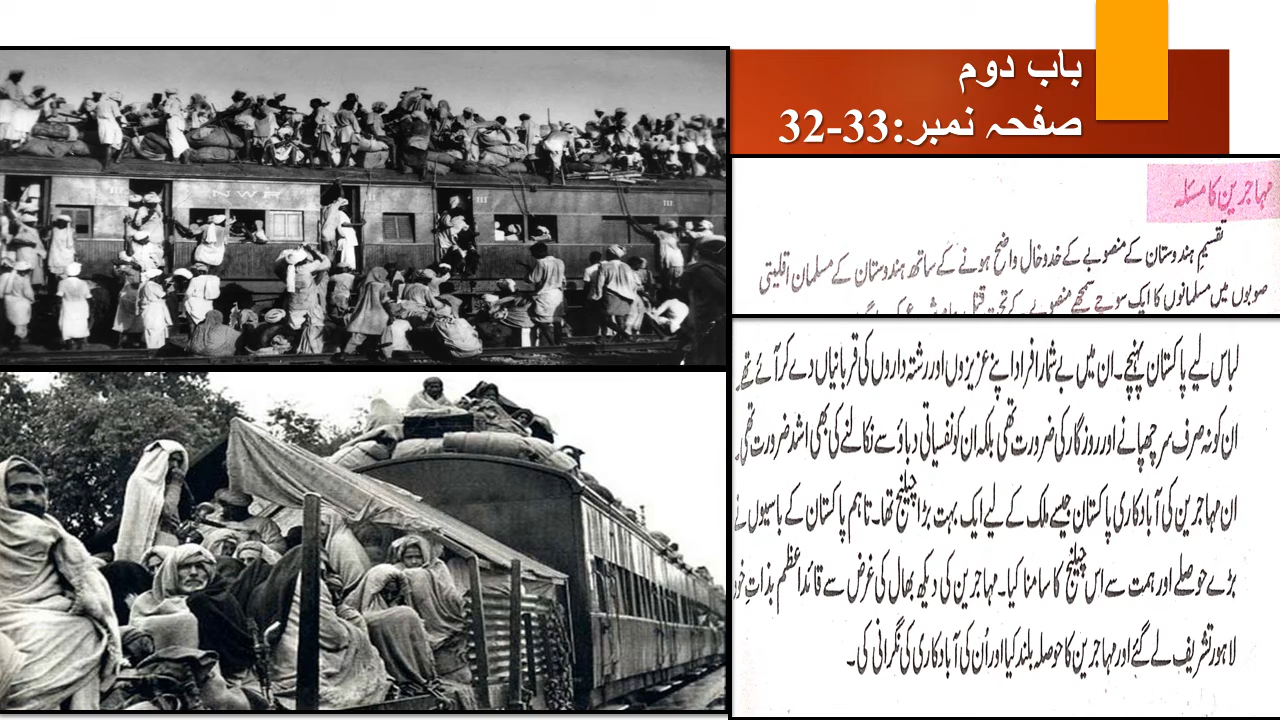 باب دوم
صفحہ نمبر:33-32
مہاجرین کا مسئلہ
تقسیمِ ہندوستان کے منصوبے کے خدوخال واضح ہونے کے ساتھ ہندوستان کے مسلمان اقلیتی
صوبوں میں مسلمانوں کا ایک سوچے سمجھے منصوبے کے تحت
لباس لیے پاکستان پہنچے۔ ان میں بے شمار افراد اپنے عزیزوں اور رشتہ داروں کی قربانیاں دے کر آئے تھے۔
ان کو نہ صرف سر چھپانے اور روزگار کی ضرورت تھی بلکہ ان کو نفسیاتی دباؤ سے نکالنے کی بھی اشد ضرورت تھی۔
ان مہاجرین کی آبادکاری پاکستان جیسے ملک کے لیے ایک بہت بڑا چیلنج تھا۔ تاہم پاکستان کے باسیوں نے
بڑے حوصلے اور ہمت سے اس چیلنج کا سامنا کیا۔ مہاجرین کی دیکھ بھال کی غرض سے قائداعظم بذاتِ خود
لاہور تشریف لے گئے اور مہاجرین کا حوصلہ بلند کیا اور اُن کی آبادکاری کی نگرانی کی۔
NWR
III
III
III